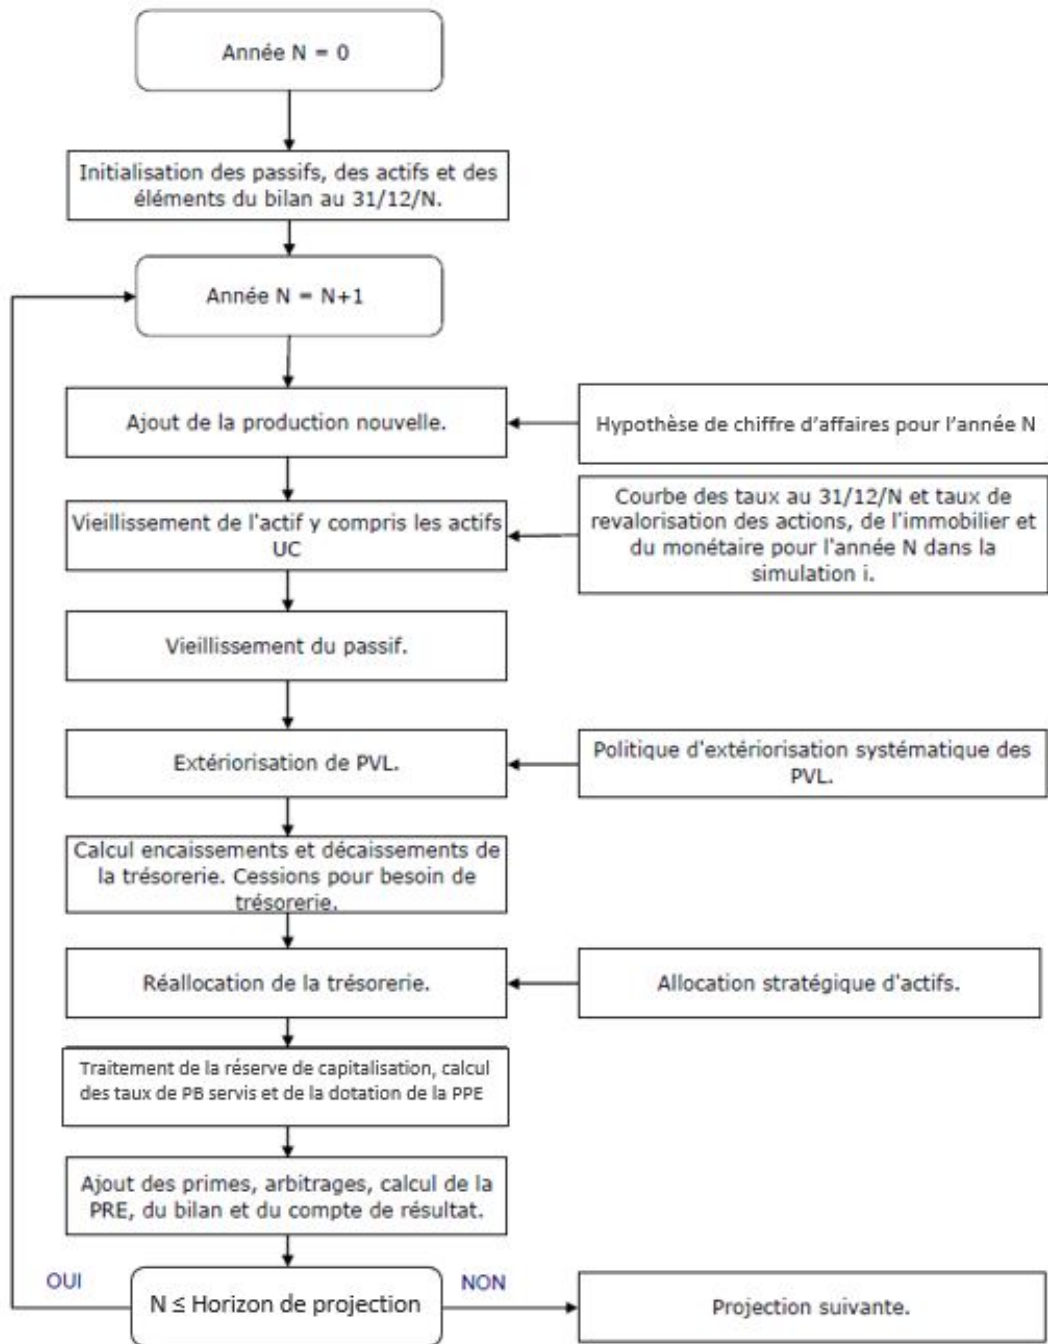 Année N = 0
Initialisation des passifs, des actifs et des
éléments du bilan au 31/12/N.
Année N = N+1
Ajout de la production nouvelle.
Hypothèse de chiffre d'affaires pour l'année N
Vieillissement de l'actif y compris les actifs
UC
Courbe des taux au 31/12/N et taux de
revalorisation des actions, de l'immobilier et
du monétaire pour l'année N dans la
simulation i.
Vieillissement du passif.
Extériorisation de PVL.
Politique d'extériorisation systématique des
PVL.
Calcul encaissements et décaissements de
la trésorerie. Cessions pour besoin de
trésorerie.
Réallocation de la trésorerie.
Allocation stratégique d'actifs.
Traitement de la réserve de capitalisation, calcul
des taux de PB servis et de la dotation de la PPE
Ajout des primes, arbitrages, calcul de la
PRE, du bilan et du compte de résultat.
OUI
N ≤ Horizon de projection
NON
Projection suivante.